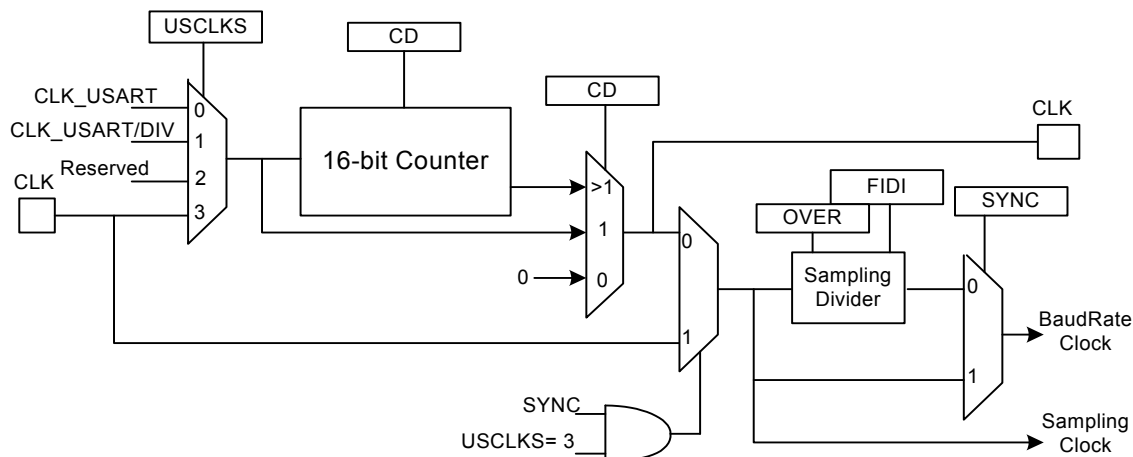 USCLKS
CD
CD
CLK_USART
CLK_USART/DIV
Reserved
CLK
0
1
2
3
16-bit Counter
>1
1
0
0
CLK
FIDI
OVER
SYNC
0
1
Sampling
Divider
0
1
BaudRate
Clock
SYNC
USCLKS= 3
Sampling
Clock